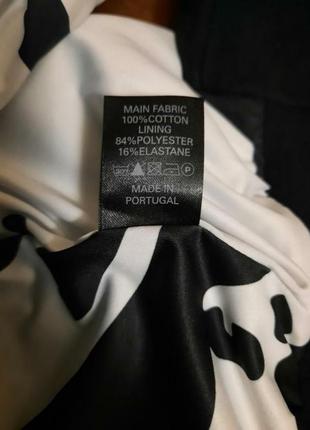 MAIN FABRIC
100%COTTON
LINING
84%POLYESTER
16%ELASTANE
P
MADE IN
PORTUGAL